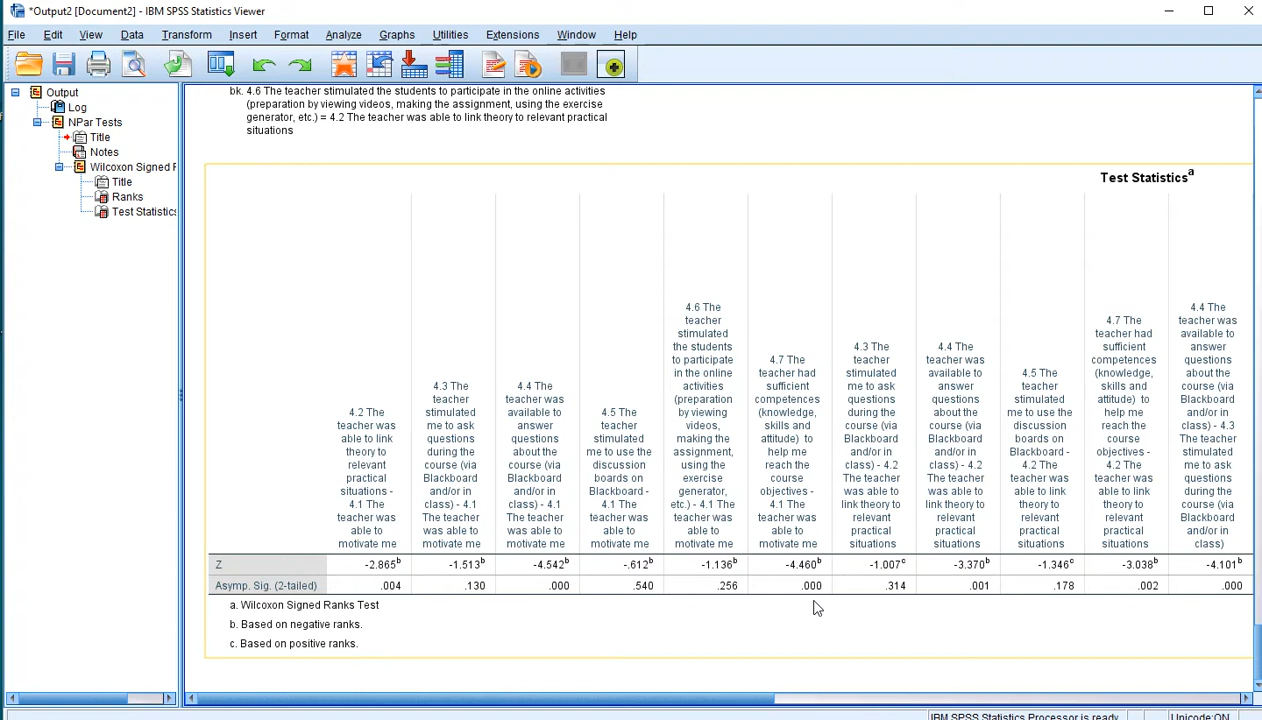 *Output2 [Document2] - IBM SPSS Statistics Viewer
File Edit View Data Transform Insert Format Analyze Graphs Utilities Extensions Window Help
Output
Log
NPar Tests
Title
Notes
Wilcoxon Signed R
Title
Ranks
Test Statistics
bk. 4.6 The teacher stimulated the students to participate in the online activities
(preparation by viewing videos, making the assignment, using the exercise
generator, etc.) = 4.2 The teacher was able to link theory to relevant practical
situations
Test Statisticsa
4.2 The
teacher was
able to link
theory to
relevant
practical
situations -
4.1 The
teacher was
able to
motivate me
4.3 The
teacher
stimulated
me to ask
questions
during the
course (via
Blackboard
and/or in
class) - 4.1
The teacher
was able to
motivate me
4.4 The
teacher was
available to
answer
questions
about the
course (via
Blackboard
and/or in
class) - 4.1
The teacher
was able to
motivate me
4.5 The
teacher
stimulated
me to use the
discussion
boards on
Blackboard -
4.1 The
teacher was
able to
motivate me
4.6 The
teacher
stimulated
the students
to participate
in the online
activities
(preparation
by viewing
videos,
making the
assignment,
using the
exercise
generator,
etc.) - 4.1 The
teacher was
able to
motivate me
4.7 The
teacher had
sufficient
competences
(knowledge,
skills and
attitude) to
help me
reach the
course
objectives -
4.1 The
teacher was
able to
motivate me
4.3 The
teacher
stimulated
me to ask
questions
during the
course (via
Blackboard
and/or in
class) - 4.2
The teacher
was able to
link theory to
relevant
practical
situations
4.4 The
teacher was
available to
answer
questions
about the
course (via
Blackboard
and/or in
class) - 4.2
The teacher
was able to
link theory to
relevant
practical
situations
4.5 The
teacher
stimulated
me to use the
discussion
boards on
Blackboard -
4.2 The
teacher was
able to link
theory to
relevant
practical
situations
4.7 The
teacher had
sufficient
competences
(knowledge,
skills and
attitude) to
help me
reach the
course
objectives -
4.2 The
teacher was
able to link
theory to
relevant
practical
situations
4.4 The
teacher was
available to
answer
questions
about the
course (via
Blackboard
and/or in
class) - 4.3
The teacher
stimulated
me to ask
questions
during the
course (via
Blackboard
and/or in
class)
Z -2.865b -1.513b -4.542b -.612b -1.136b -4.460b -1.007c -3.370b -1.346c -3.038b -4.101b
Asymp. Sig. (2-tailed) .004 .130 .000 .540 .256 .000 .314 .001 .178 .002 .000
a. Wilcoxon Signed Ranks Test
b. Based on negative ranks.
c. Based on positive ranks.
IBM SPSS Statistics Processor is ready Unicode:ON